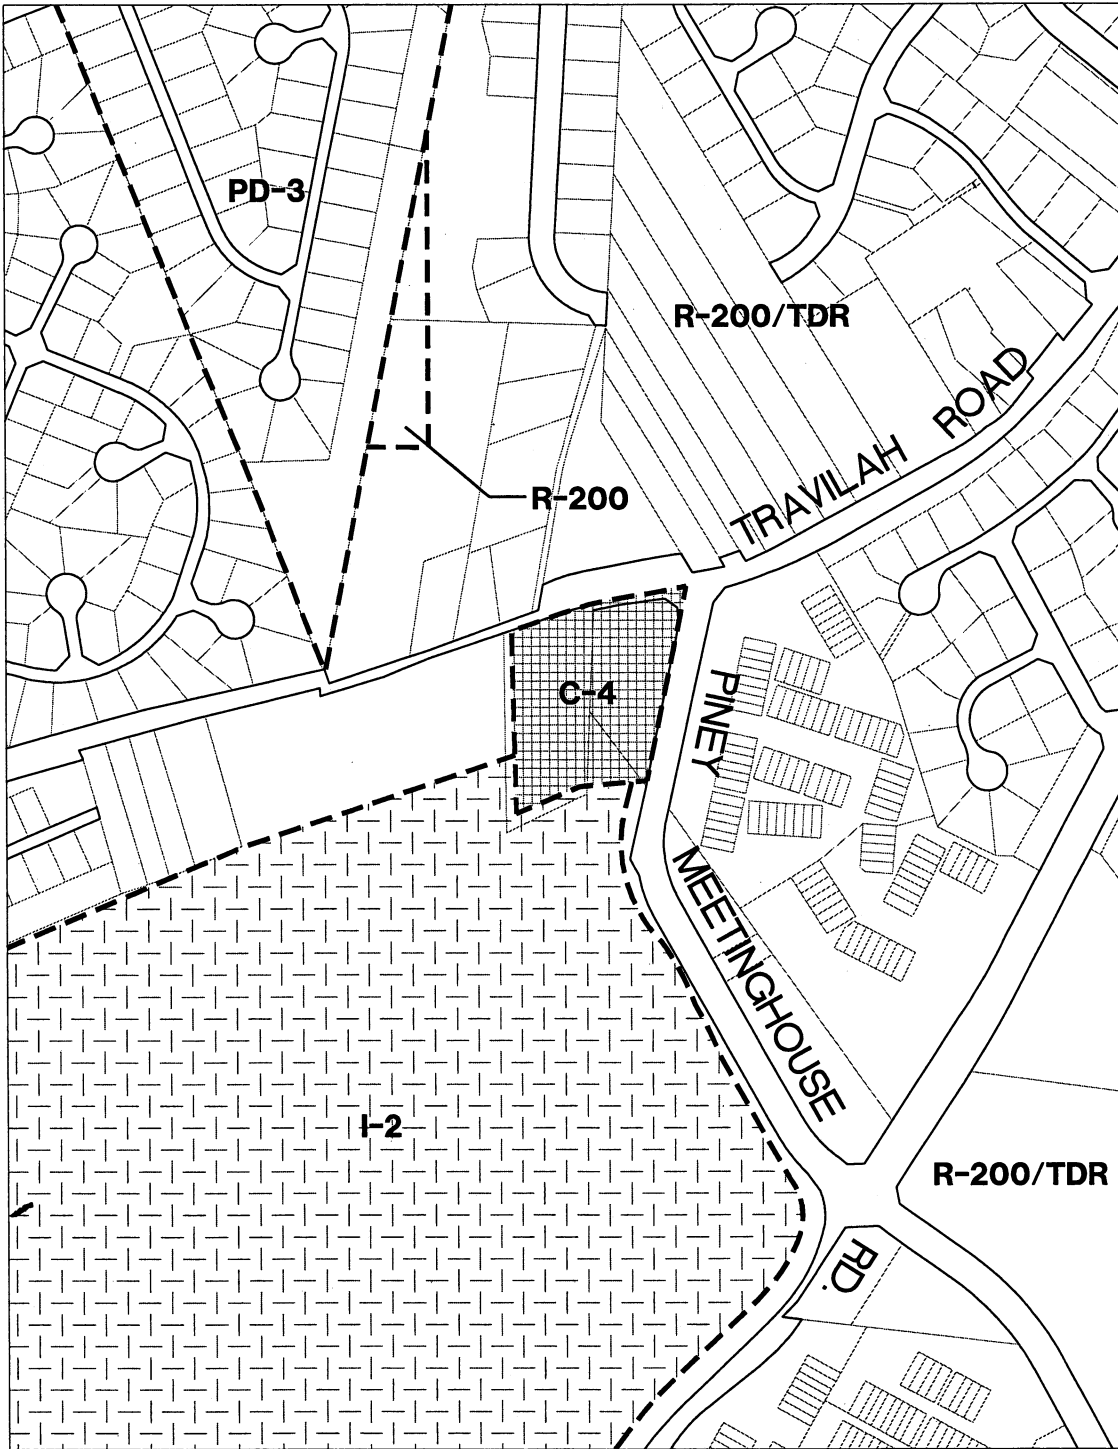 PD-3
R-200/TDR
TRAVILAH ROAD
R-200
C-4
PINEY MEETINGHOUSE RD.
I-2
R-200/TDR